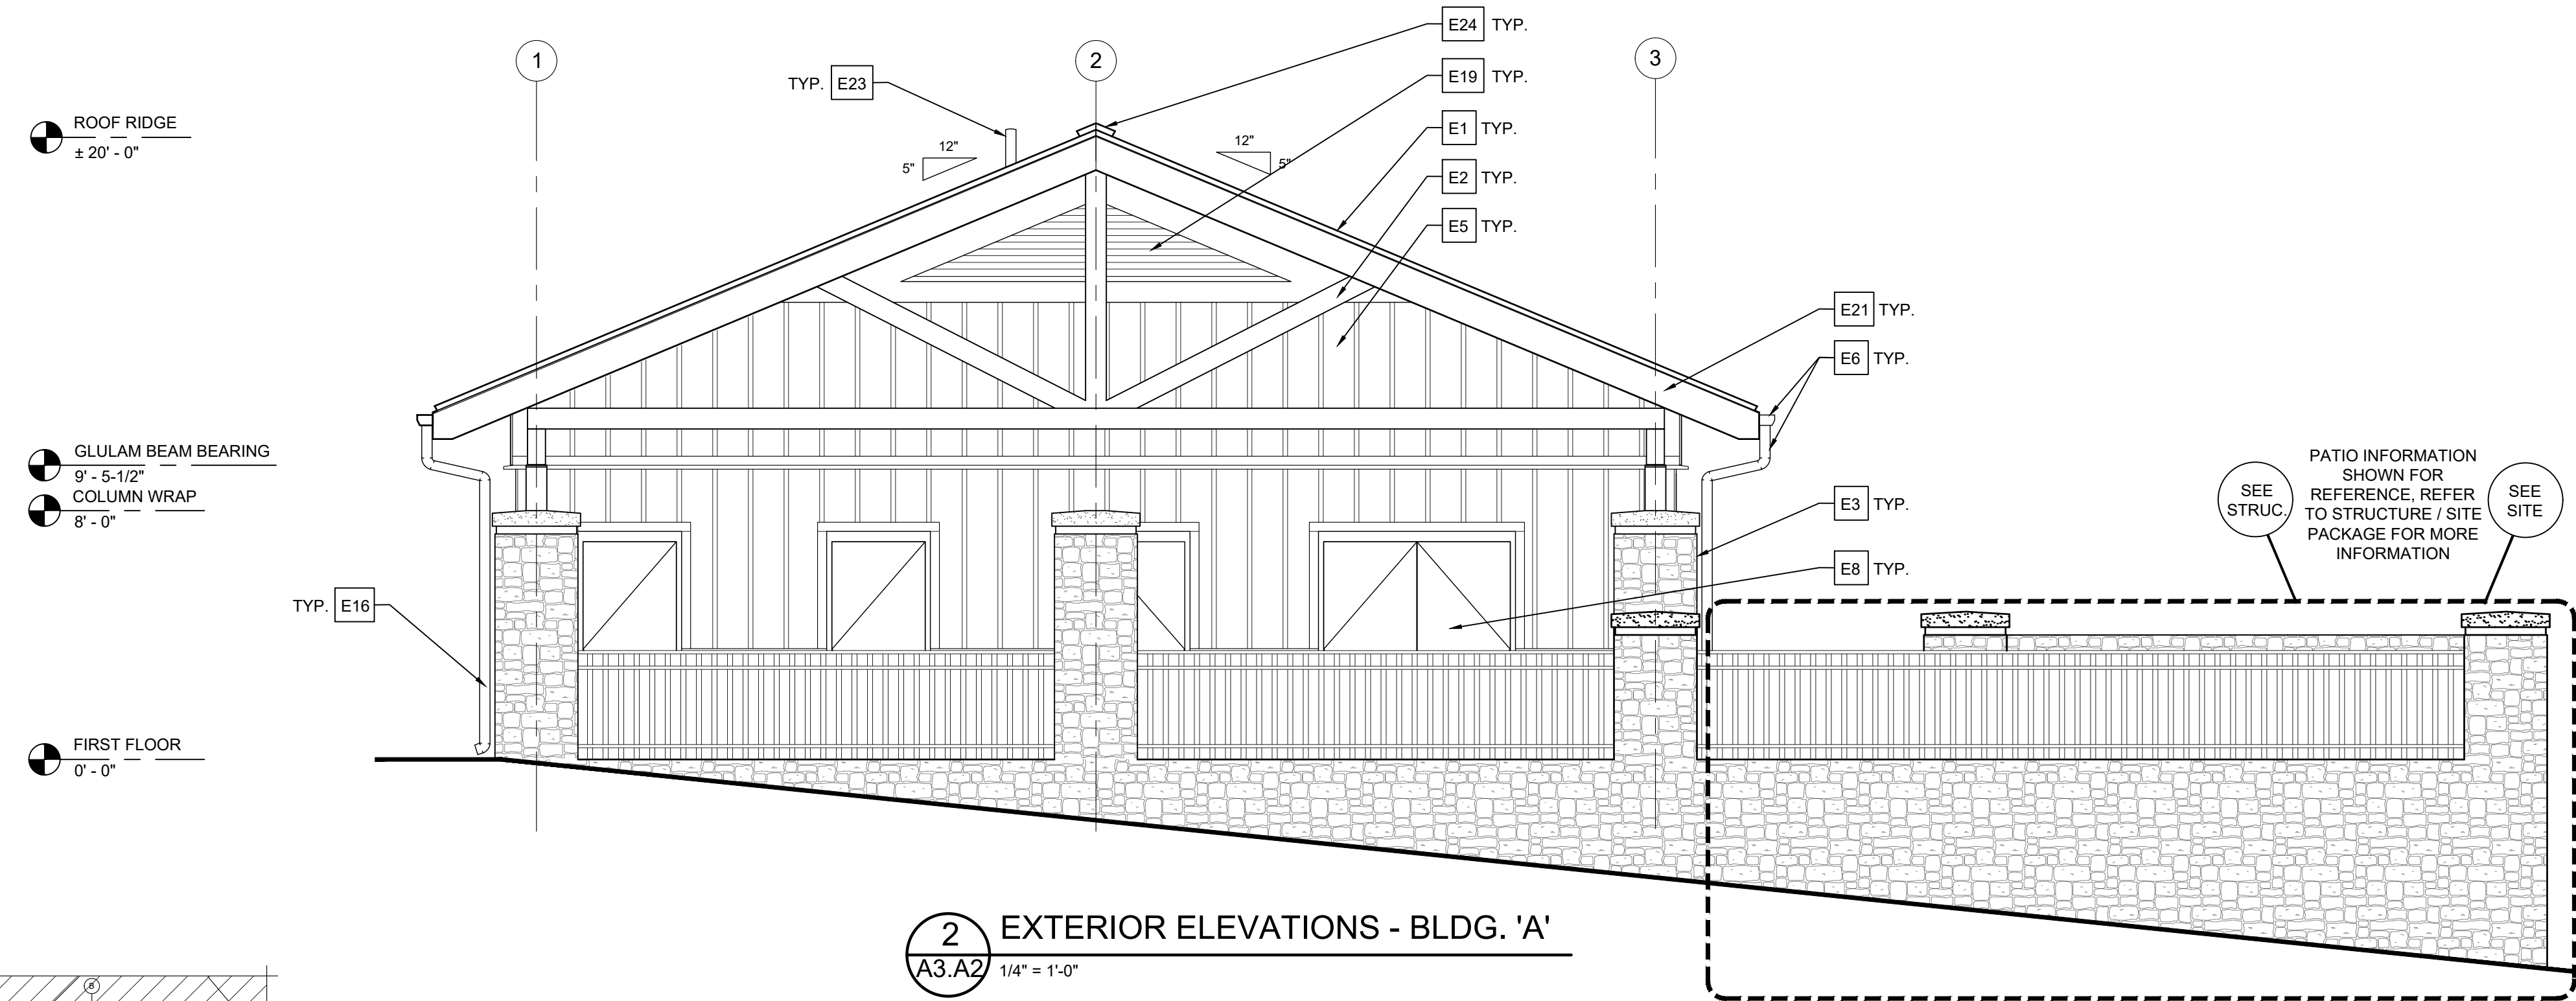 1
2
3
E24 TYP.
TYP. E23
E19 TYP.
ROOF RIDGE
± 20' - 0"
E1 TYP.
12"
5"
12"
5"
E2 TYP.
E5 TYP.
E21 TYP.
E6 TYP.
GLULAM BEAM BEARING
9' - 5-1/2"
COLUMN WRAP
8' - 0"
SEE
STRUC.
PATIO INFORMATION
SHOWN FOR
REFERENCE, REFER
TO STRUCTURE / SITE
PACKAGE FOR MORE
INFORMATION
SEE
SITE
E3 TYP.
E8 TYP.
TYP. E16
FIRST FLOOR
0' - 0"
2
A3.A2
EXTERIOR ELEVATIONS - BLDG. 'A'
1/4" = 1'-0"
B